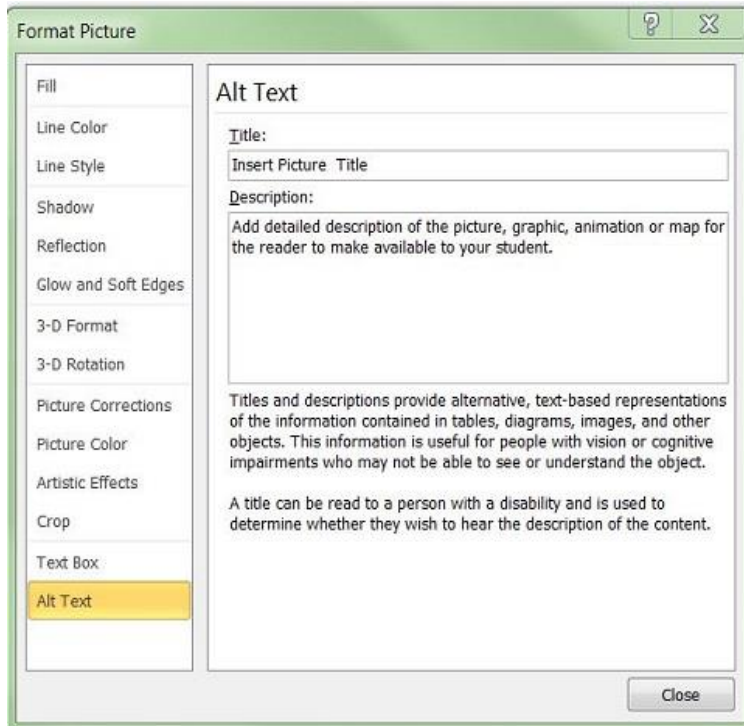 Format Picture
Fill
Line Color
Line Style
Shadow
Reflection
Glow and Soft Edges
3-D Format
3-D Rotation
Picture Corrections
Picture Color
Artistic Effects
Crop
Text Box
Alt Text
Alt Text
Title:
Insert Picture  Title
Description:
Add detailed description of the picture, graphic, animation or map for
the reader to make available to your student.
Titles and descriptions provide alternative, text-based representations
of the information contained in tables, diagrams, images, and other
objects. This information is useful for people with vision or cognitive
impairments who may not be able to see or understand the object.
A title can be read to a person with a disability and is used to
determine whether they wish to hear the description of the content.
Close